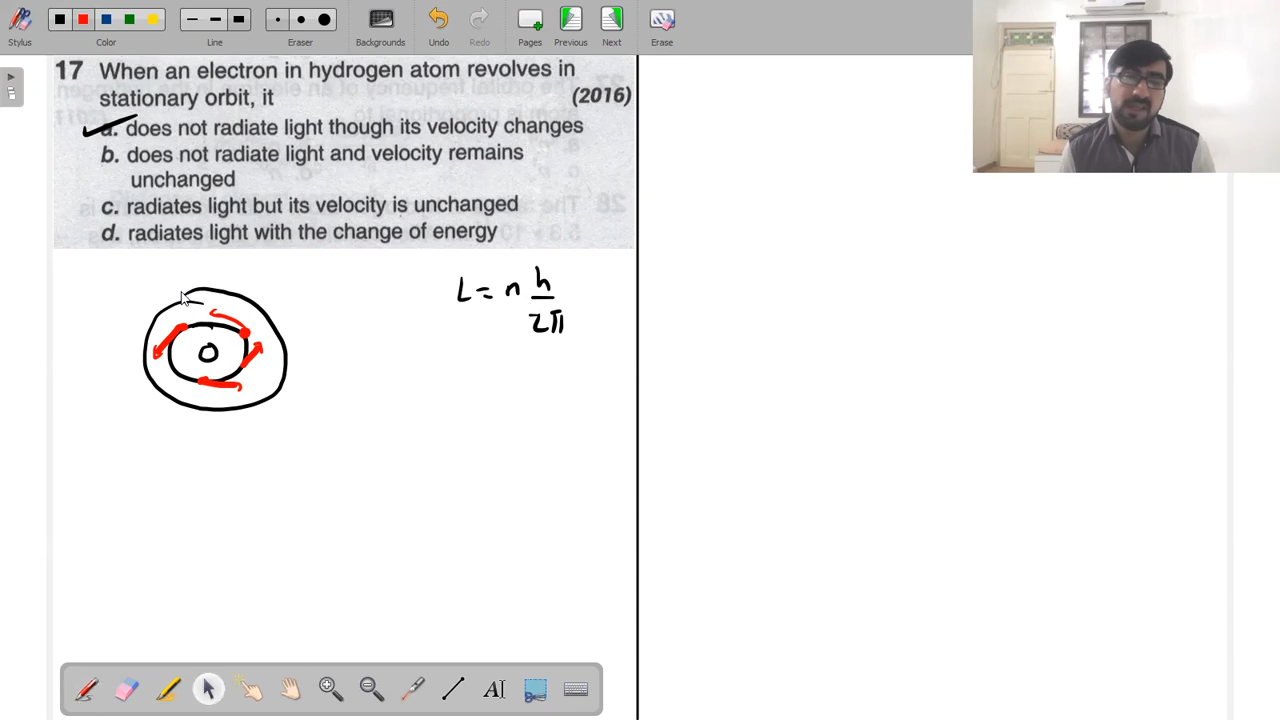 Stylus
Color
Line
Eraser
Backgrounds
Undo
Redo
Pages
Previous
Next
Erase
17 When an electron in hydrogen atom revolves in
stationary orbit, it (2016)
a. does not radiate light though its velocity changes
b. does not radiate light and velocity remains
unchanged
c. radiates light but its velocity is unchanged
d. radiates light with the change of energy
L = n h
2π